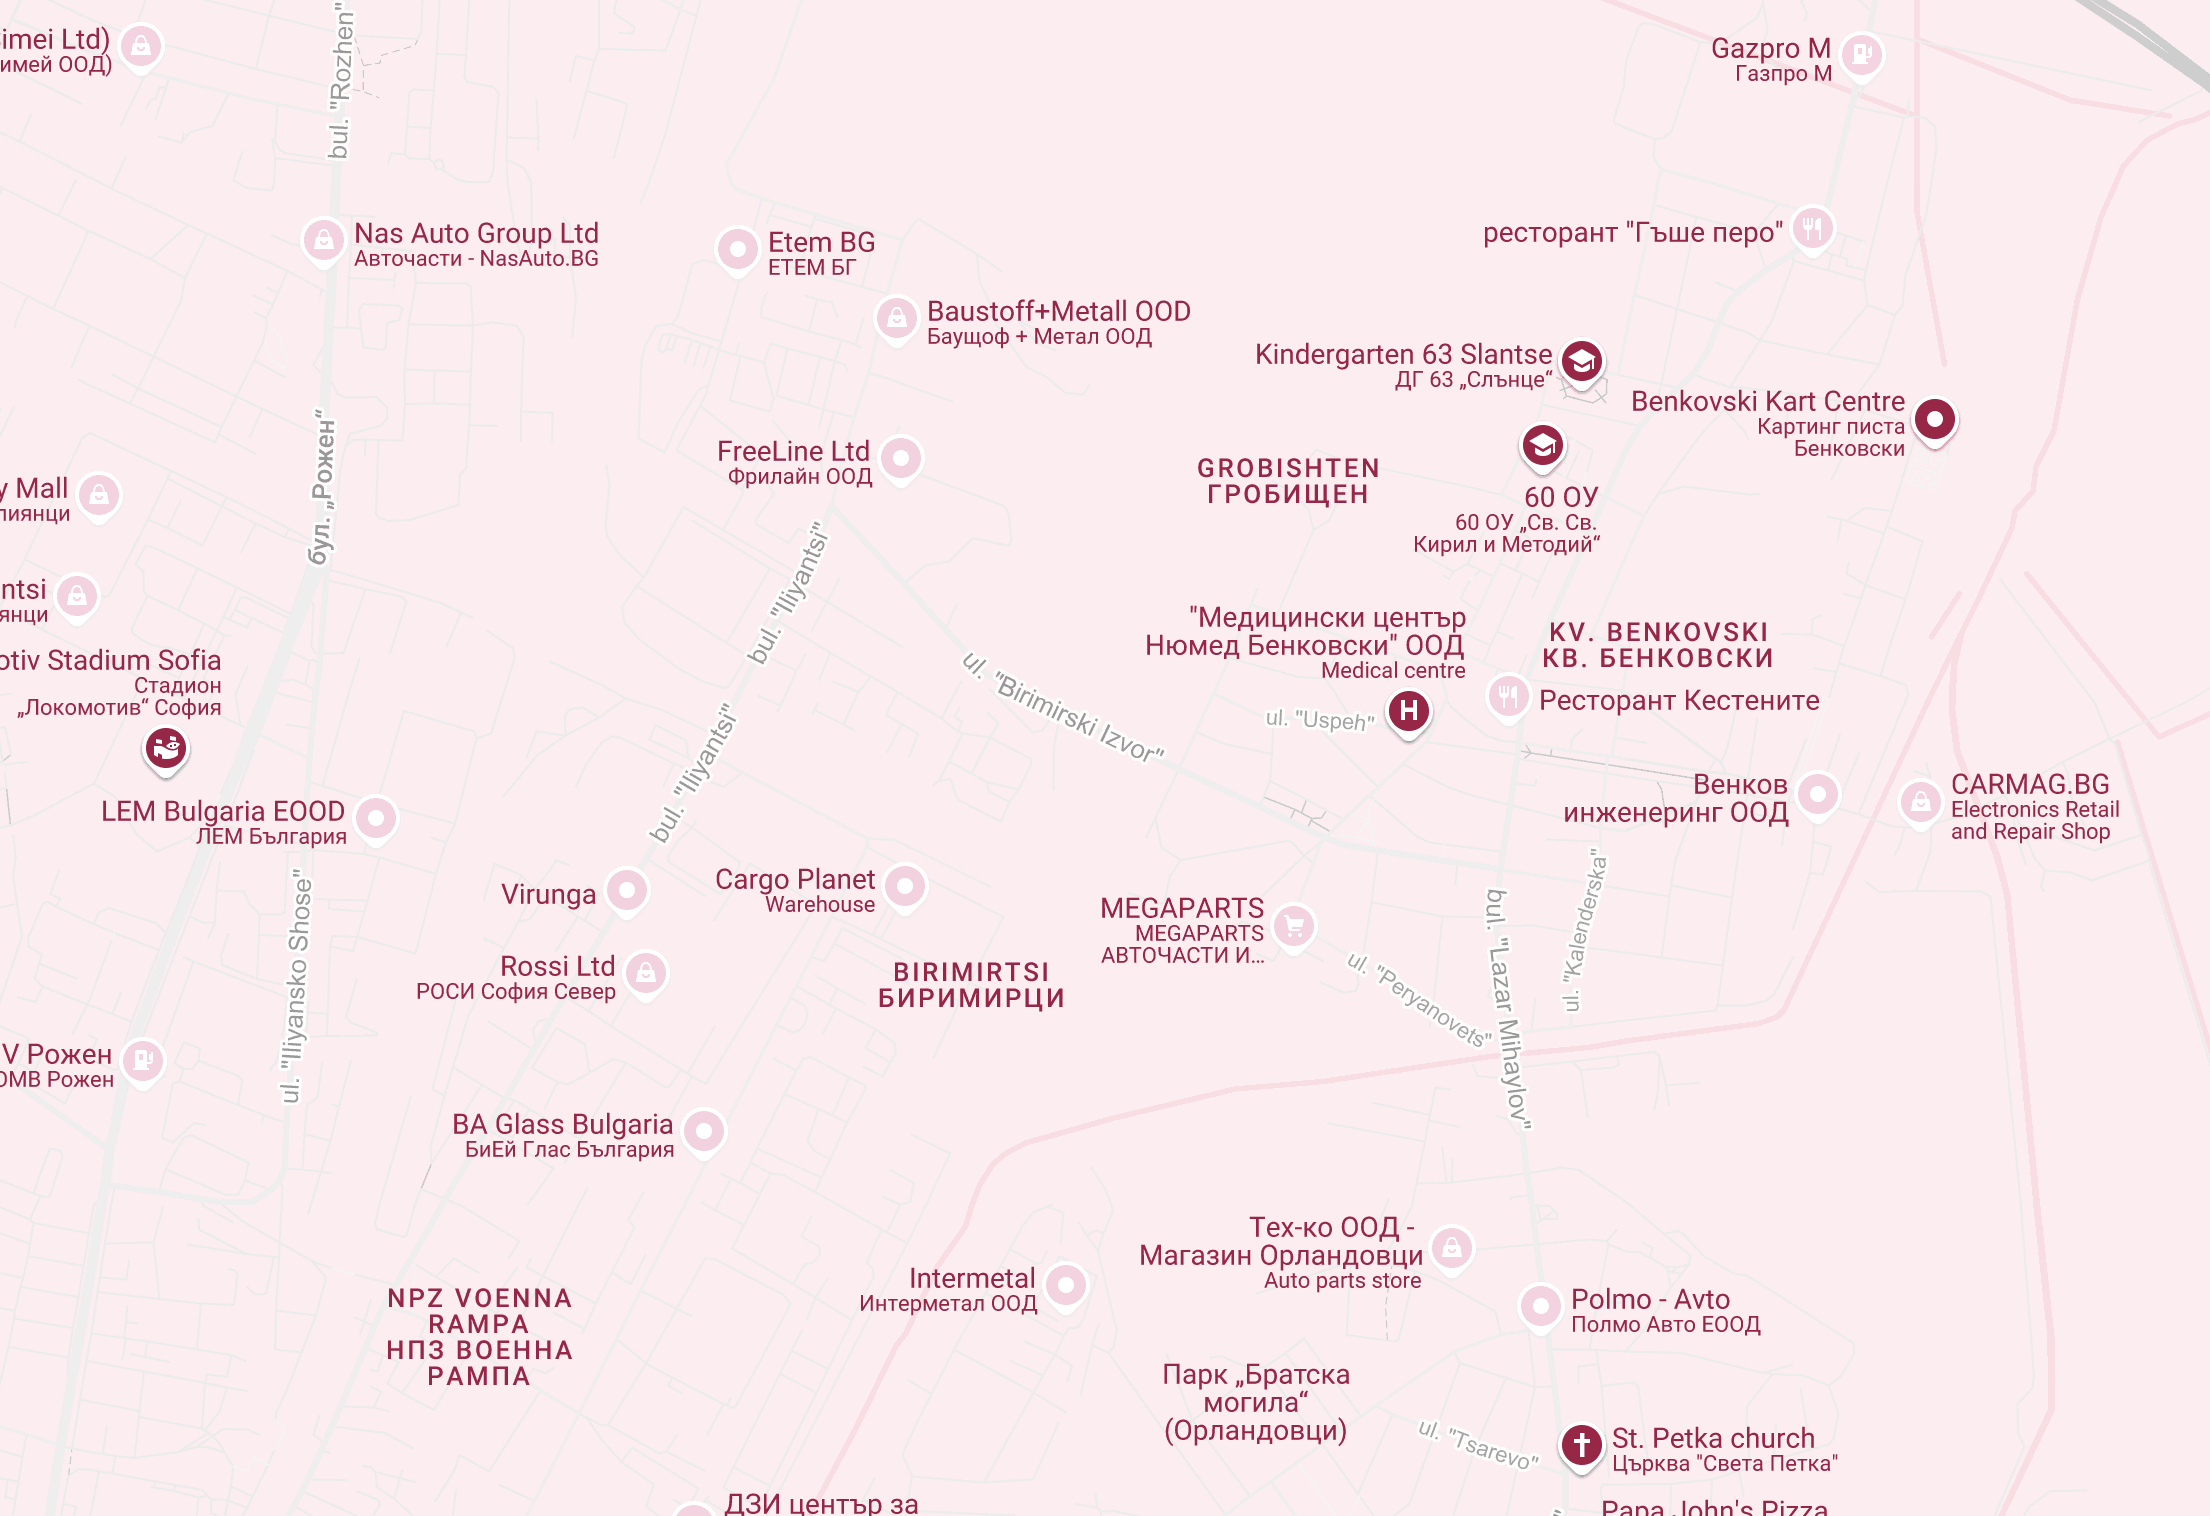 imei Ltd)
имей ООД)
bul. "Rozhen"
Gazpro M
Газпро М
Nas Auto Group Ltd
Авточасти - NasAuto.BG
Etem BG
ЕТЕМ БГ
ресторант "Гъше перо"
Baustoff+Metall OOD
Баущоф + Метал ООД
Kindergarten 63 Slantse
ДГ 63 „Слънце“
Benkovski Kart Centre
Картинг писта
Бенковски
бул. „Рожен“
FreeLine Ltd
Фрилайн ООД
GROBISHTEN
ГРОБИЩЕН
60 ОУ
60 ОУ „Св. Св.
Кирил и Методий“
y Mall
лиянци
bul. "Iliyantsi"
ntsi
янци
"Медицински център
Нюмед Бенковски" ООД
Medical centre
KV. BENKOVSKI
КВ. БЕНКОВСКИ
otiv Stadium Sofia
Стадион
„Локомотив“ София
ul. "Birimirski Izvor"
ul. "Uspeh"
Ресторант Кестените
bul. "Iliyantsi"
LEM Bulgaria EOOD
ЛЕМ България
Венков
инженеринг ООД
CARMAG.BG
Electronics Retail
and Repair Shop
Virunga
Cargo Planet
Warehouse
MEGAPARTS
MEGAPARTS
АВТОЧАСТИ И...
ul. "Kalenderska"
ul. "Iliyansko Shose"
Rossi Ltd
РОСИ София Север
BIRIMIRTSI
БИРИМИРЦИ
ul. "Peryanovets"
bul. "Lazar Mihaylov"
V Рожен
ОМВ Рожен
BA Glass Bulgaria
БиЕй Глас България
Тех-ко ООД -
Магазин Орландовци
Auto parts store
Intermetal
Интерметал ООД
Polmo - Avto
Полмо Авто ЕООД
NPZ VOENNA
RAMPA
НПЗ ВОЕННА
РАМПА
Парк „Братска
могила“
(Орландовци)
ul. "Tsarevo"
St. Petka church
Църква "Света Петка"
ДЗИ център за
Papa John's Pizza